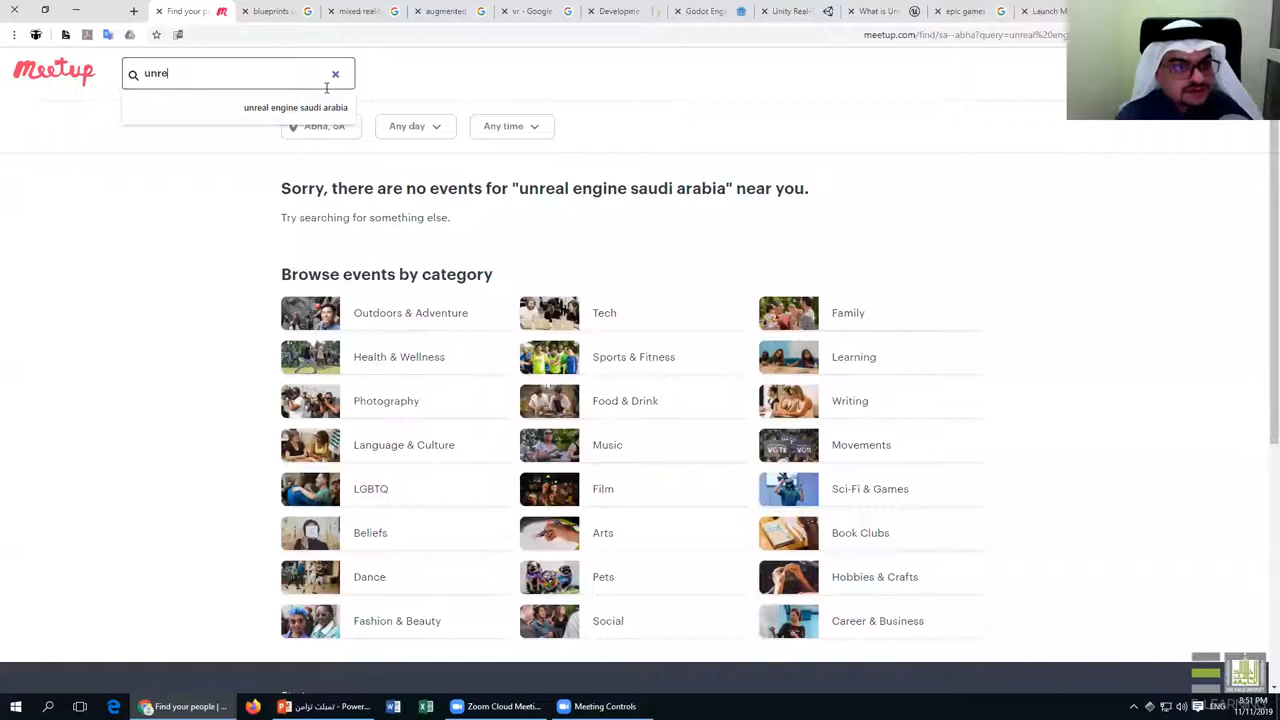 Find your p
blueprints u
mixed reali
augmented
vr - Google
Developme
Godot Eng
Unity Real-T
What is Unr
epic games
Launch M
meetup.com/find/sa--abha?query=unreal%20eng
meetup
unre
unreal engine saudi arabia
Abha, SA
Any day
Any time
Sorry, there are no events for "unreal engine saudi arabia" near you.
Try searching for something else.
Browse events by category
Outdoors & Adventure
Tech
Family
Health & Wellness
Sports & Fitness
Learning
Photography
Food & Drink
Writing
Language & Culture
Music
Movements
LGBTQ
Film
Sci-Fi & Games
Beliefs
Arts
Book Clubs
Dance
Pets
Hobbies & Crafts
Fashion & Beauty
Social
Career & Business
Find your people | ...
تمبلت تزامن - Power...
Zoom Cloud Meeti...
Meeting Controls
ENG
8:51 PM
11/11/2019